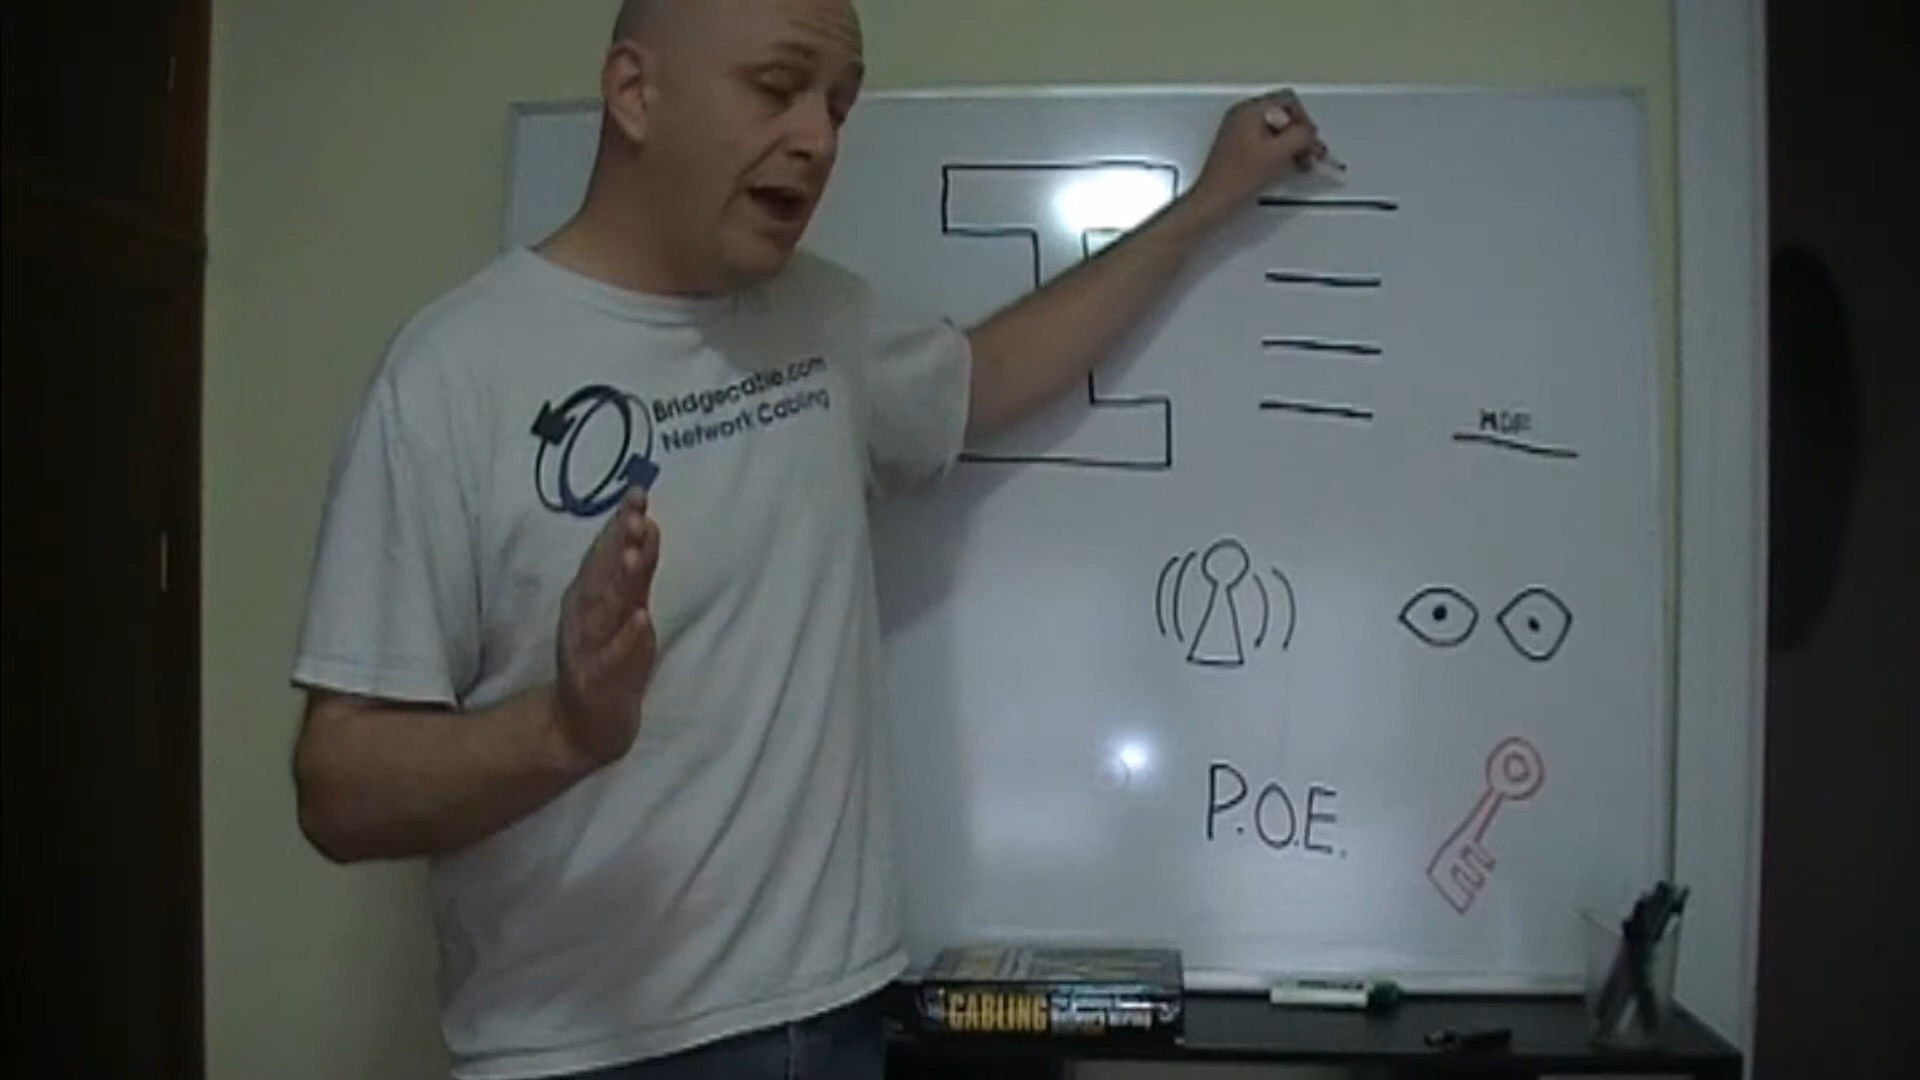 Bridgecable.com
Network Cabling
MDF
P.O.E.
CABLING